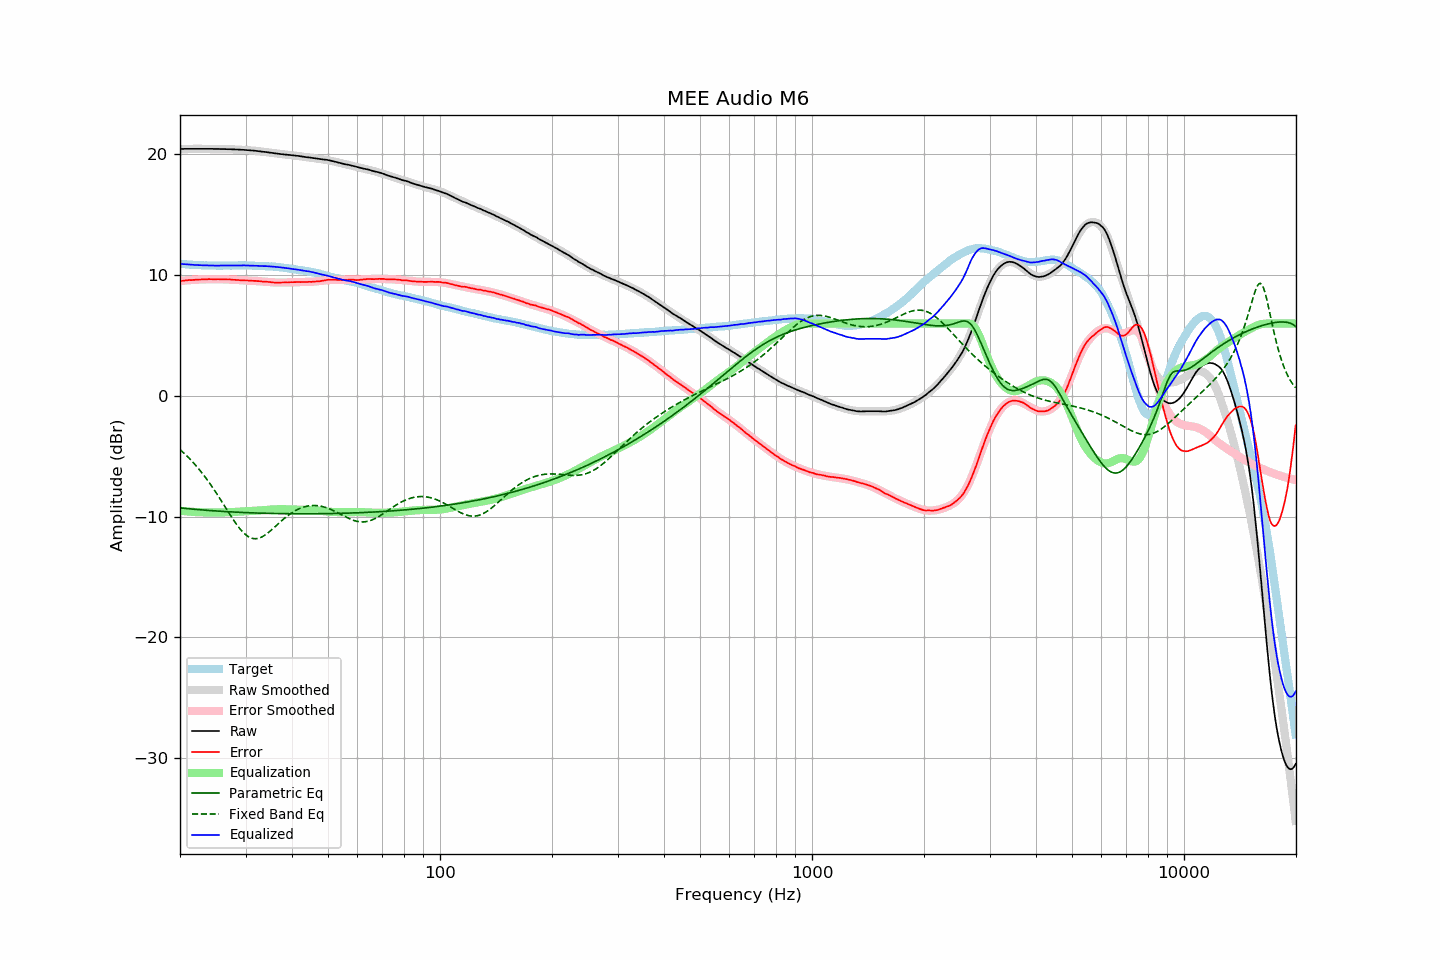 MEE Audio M6
20
10
0
−10
−20
−30
Amplitude (dBr)
Target
Raw Smoothed
Error Smoothed
Raw
Error
Equalization
Parametric Eq
Fixed Band Eq
Equalized
100 1000 10000
Frequency (Hz)